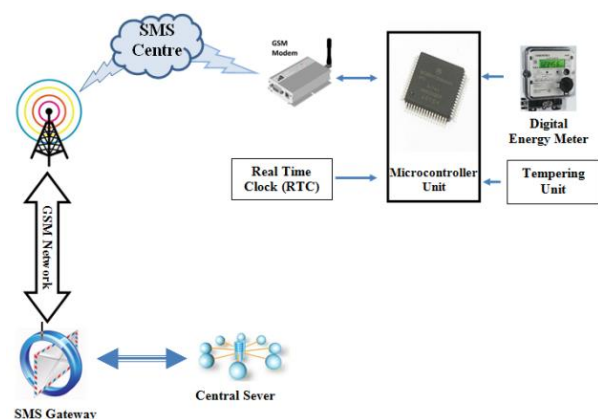 SMS
Centre
GSM
Modem
Digital
Energy Meter
Real Time
Clock (RTC)
Microcontroller
Unit
Tempering
Unit
GSM Network
SMS Gateway
Central Sever